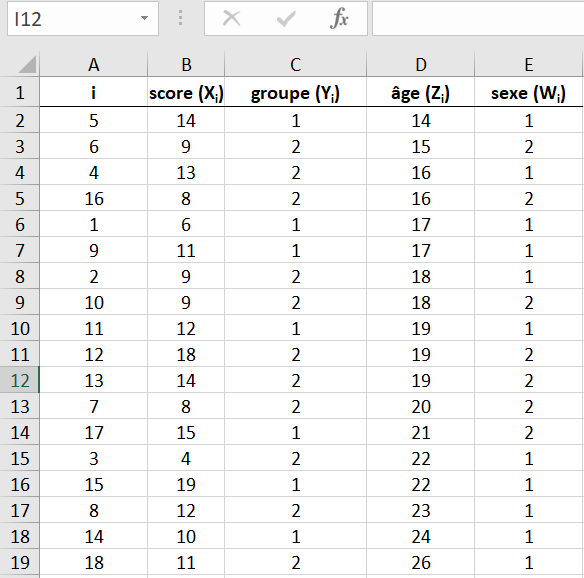 I12 fx
A B C D E
1 i score (Xi) groupe (Yi) âge (Zi) sexe (Wi)
2 5 14 1 14 1
3 6 9 2 15 2
4 4 13 2 16 1
5 16 8 2 16 2
6 1 6 1 17 1
7 9 11 1 17 1
8 2 9 2 18 1
9 10 9 2 18 2
10 11 12 1 19 1
11 12 18 2 19 2
12 13 14 2 19 2
13 7 8 2 20 2
14 17 15 1 21 2
15 3 4 2 22 1
16 15 19 1 22 1
17 8 12 2 23 1
18 14 10 1 24 1
19 18 11 2 26 1